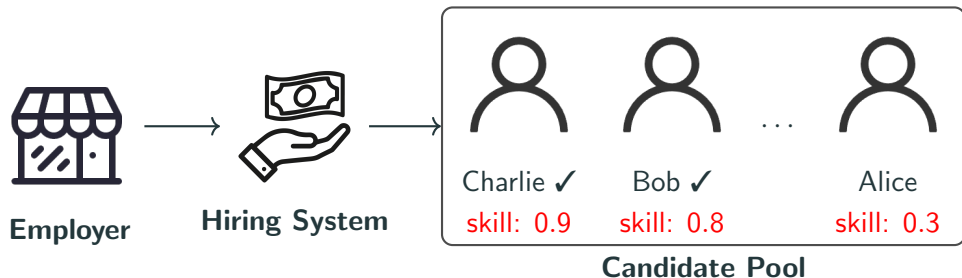 Employer
Hiring System
Charlie ✓
skill: 0.9
Bob ✓
skill: 0.8
...
Alice
skill: 0.3
Candidate Pool